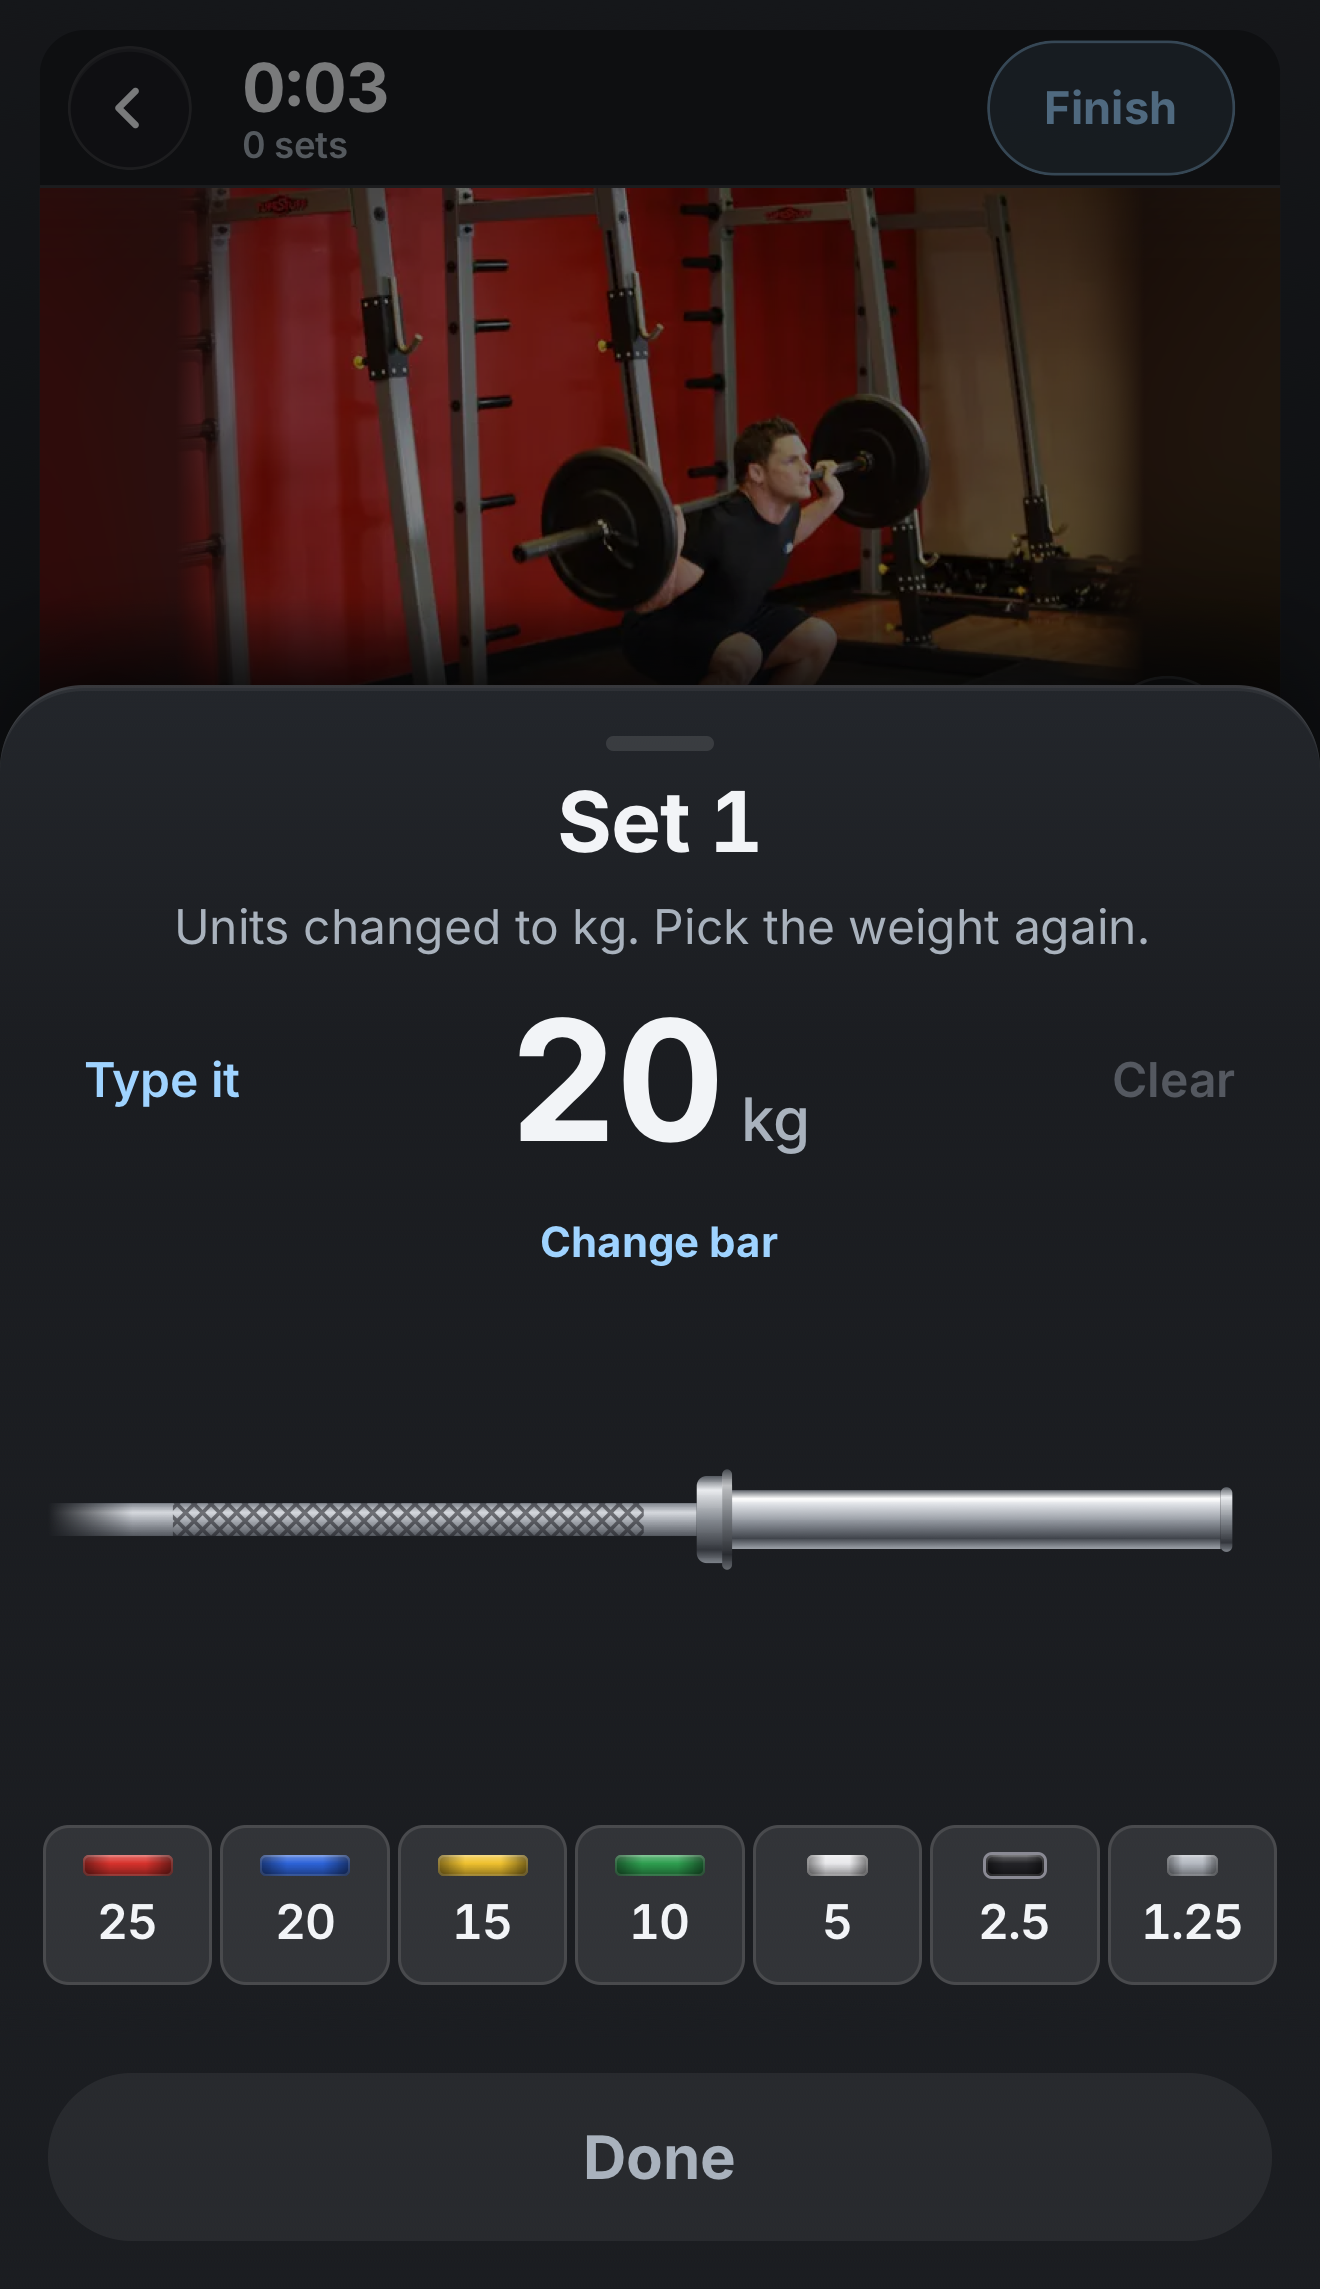 0:03
0 sets
Finish
Set 1
Units changed to kg. Pick the weight again.
Type it
20 kg
Clear
Change bar
25
20
15
10
5
2.5
1.25
Done